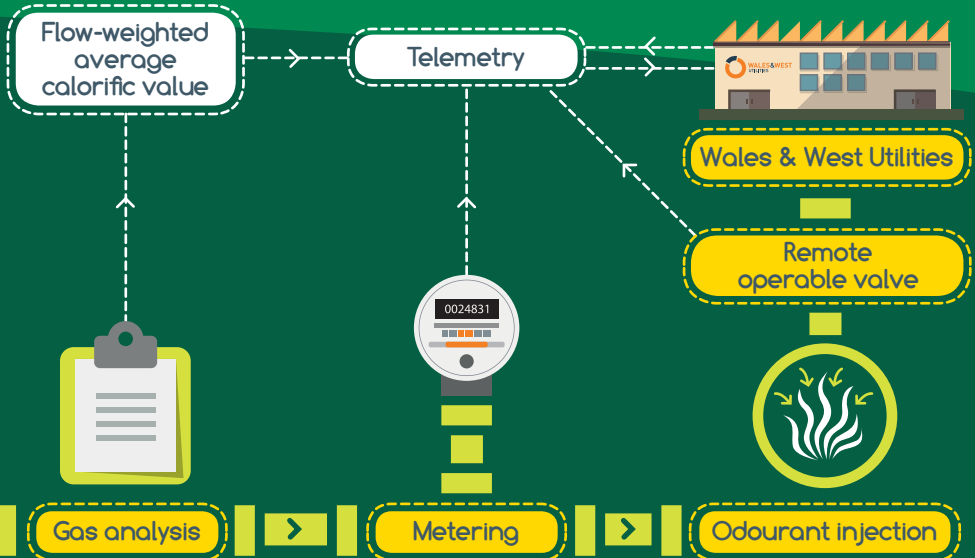 Flow-weighted
average
calorific value
Telemetry
WALES&WEST
UTILITIES
Wales & West Utilities
Remote
operable valve
0024831
Gas analysis
Metering
Odourant injection